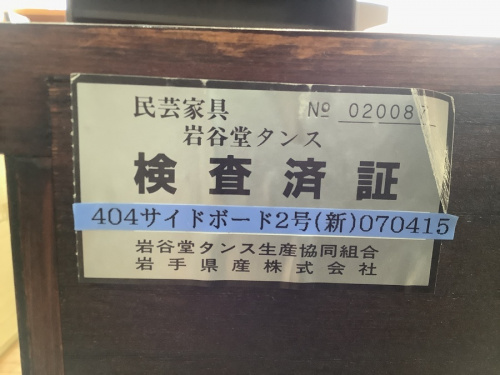 民芸家具 № 020087
岩谷堂タンス
検査済証
404サイドボード2号(新)070415
岩谷堂タンス生産協同組合
岩手県産株式会社